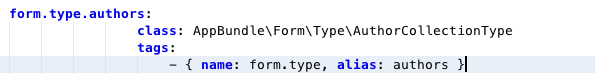 form.type.authors:
class: AppBundle\Form\Type\AuthorCollectionType
tags:
- { name: form.type, alias: authors }